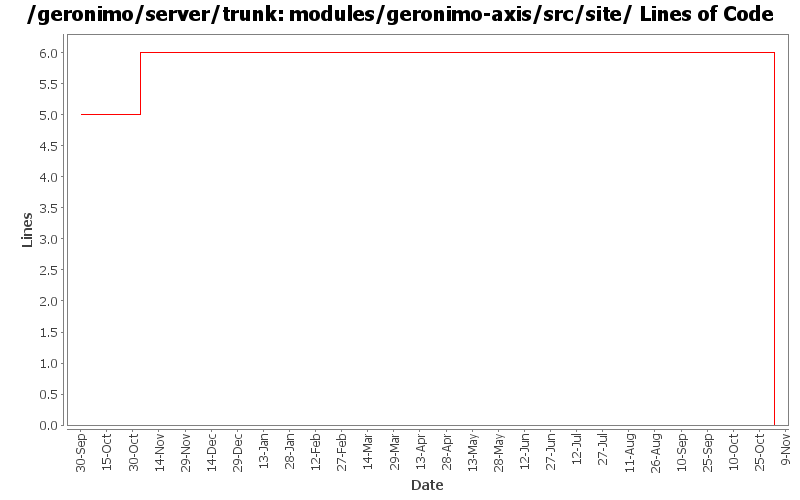 /geronimo/server/trunk: modules/geronimo-axis/src/site/ Lines of Code
6.0
5.5
5.0
4.5
4.0
3.5
3.0
2.5
2.0
1.5
1.0
0.5
0.0
Lines
30-Sep
15-Oct
30-Oct
14-Nov
29-Nov
14-Dec
29-Dec
13-Jan
28-Jan
12-Feb
27-Feb
14-Mar
29-Mar
13-Apr
28-Apr
13-May
28-May
12-Jun
27-Jun
12-Jul
27-Jul
11-Aug
26-Aug
10-Sep
25-Sep
10-Oct
25-Oct
9-Nov
Date